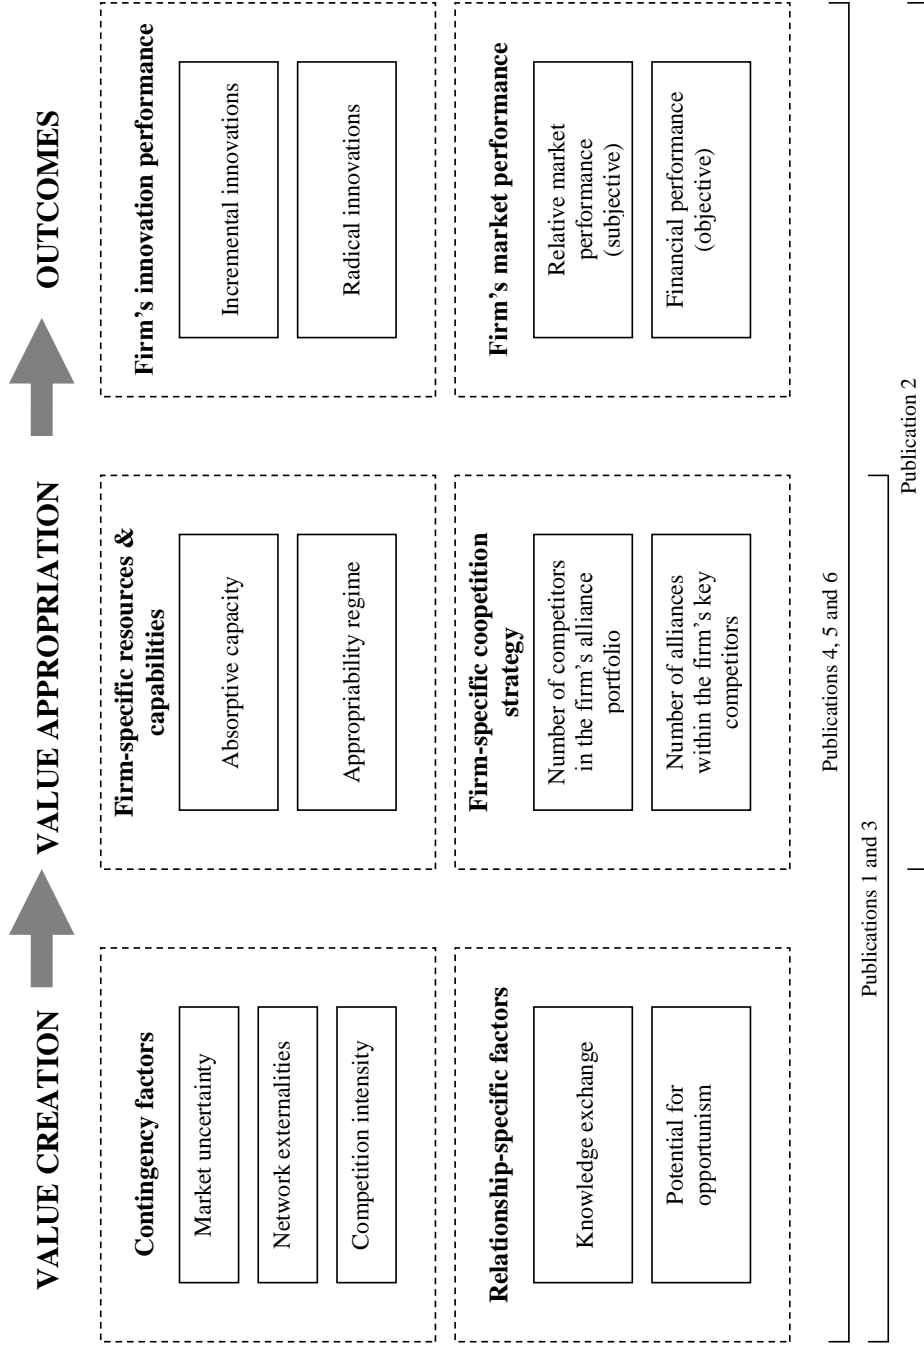 VALUE CREATION
VALUE APPROPRIATION
OUTCOMES
Contingency factors
Market uncertainty
Network externalities
Competition intensity
Relationship-specific factors
Knowledge exchange
Potential for
opportunism
Firm-specific resources &
capabilities
Absorptive capacity
Appropriability regime
Firm-specific coopetition
strategy
Number of competitors
in the firm's alliance
portfolio
Number of alliances
within the firm's key
competitors
Firm's innovation performance
Incremental innovations
Radical innovations
Firm's market performance
Relative market
performance
(subjective)
Financial performance
(objective)
Publications 4, 5 and 6
Publications 1 and 3
Publication 2